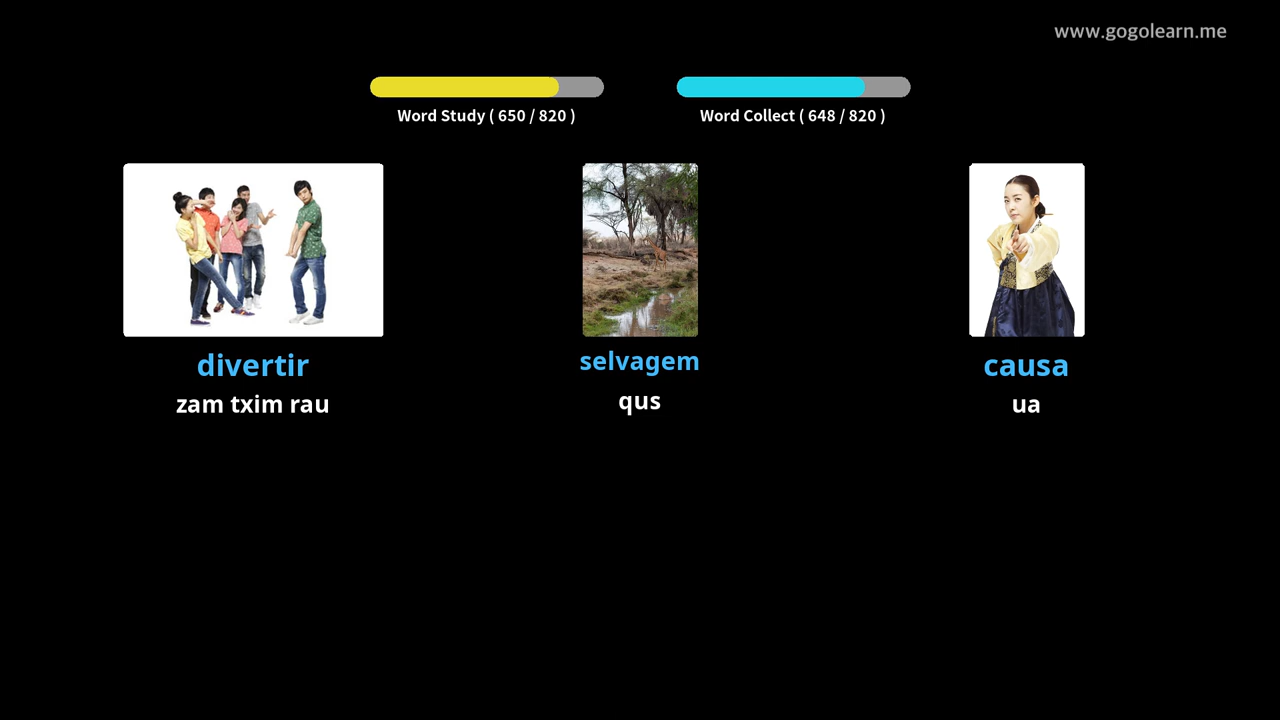 www.gogolearn.me
Word Study ( 650 / 820 )
Word Collect ( 648 / 820 )
divertir
zam txim rau
selvagem
qus
causa
ua